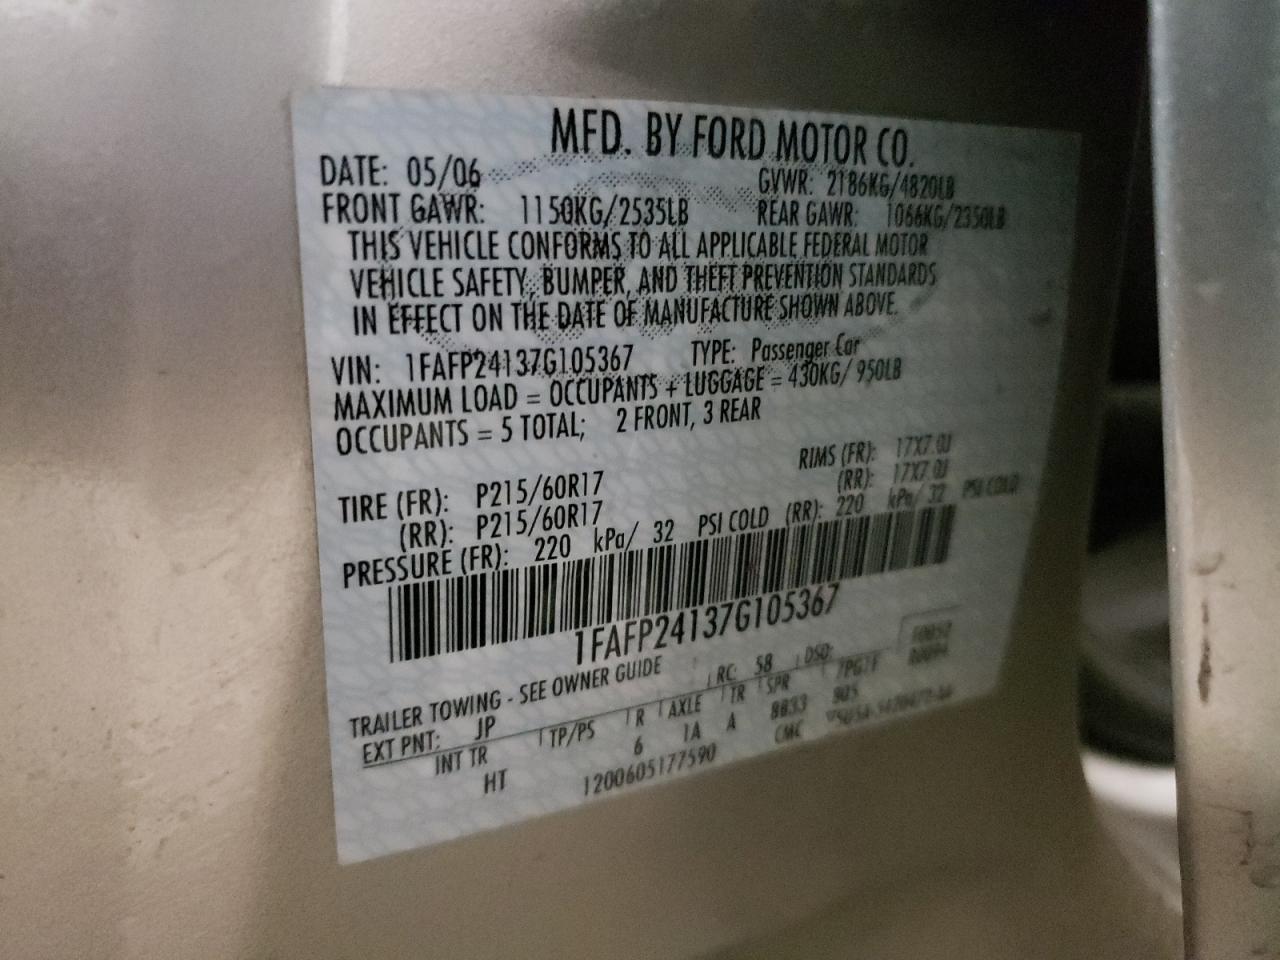 MFD. BY FORD MOTOR CO.
DATE: 05/06 GVWR: 2186KG/4820LB
FRONT GAWR: 1150KG/2535LB REAR GAWR: 1066KG/2350LB
THIS VEHICLE CONFORMS TO ALL APPLICABLE FEDERAL MOTOR
VEHICLE SAFETY, BUMPER, AND THEFT PREVENTION STANDARDS
IN EFFECT ON THE DATE OF MANUFACTURE SHOWN ABOVE.
VIN: 1FAFP24137G105367 TYPE: Passenger Car
MAXIMUM LOAD = OCCUPANTS + LUGGAGE = 430KG/ 950LB
OCCUPANTS = 5 TOTAL; 2 FRONT, 3 REAR
RIMS (FR): 17X7.0J
TIRE (FR): P215/60R17 (RR): 17X7.0J
(RR): P215/60R17
PRESSURE (FR): 220 kPa/ 32 PSI COLD (RR): 220 kPa/ 32 PSI COLD
1FAFP24137G105367
TRAILER TOWING - SEE OWNER GUIDE
EXT PNT: JP RC: 58 DSO:
INT TR TP/PS R AXLE TR SPR
HT 6 1A A 8833
1200605177590 CMC